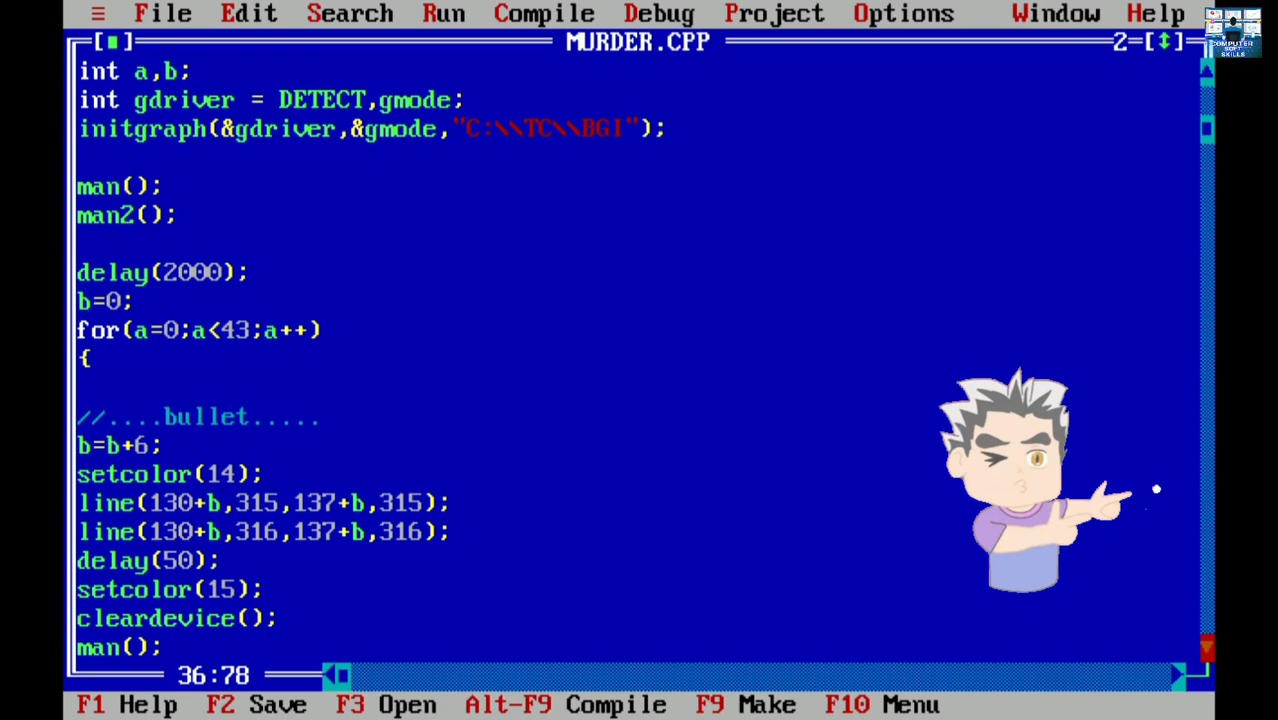 ≡ File Edit Search Run Compile Debug Project Options Window Help
COMPUTER SOFT SKILLS
[■] MURDER.CPP 2=[↕]
int a,b;
int gdriver = DETECT,gmode;
initgraph(&gdriver,&gmode,"C:\\TC\\BGI");
man();
man2();
delay(2000);
b=0;
for(a=0;a<43;a++)
{
//....bullet.....
b=b+6;
setcolor(14);
line(130+b,315,137+b,315);
line(130+b,316,137+b,316);
delay(50);
setcolor(15);
cleardevice();
man();
36:78
F1 Help F2 Save F3 Open Alt-F9 Compile F9 Make F10 Menu